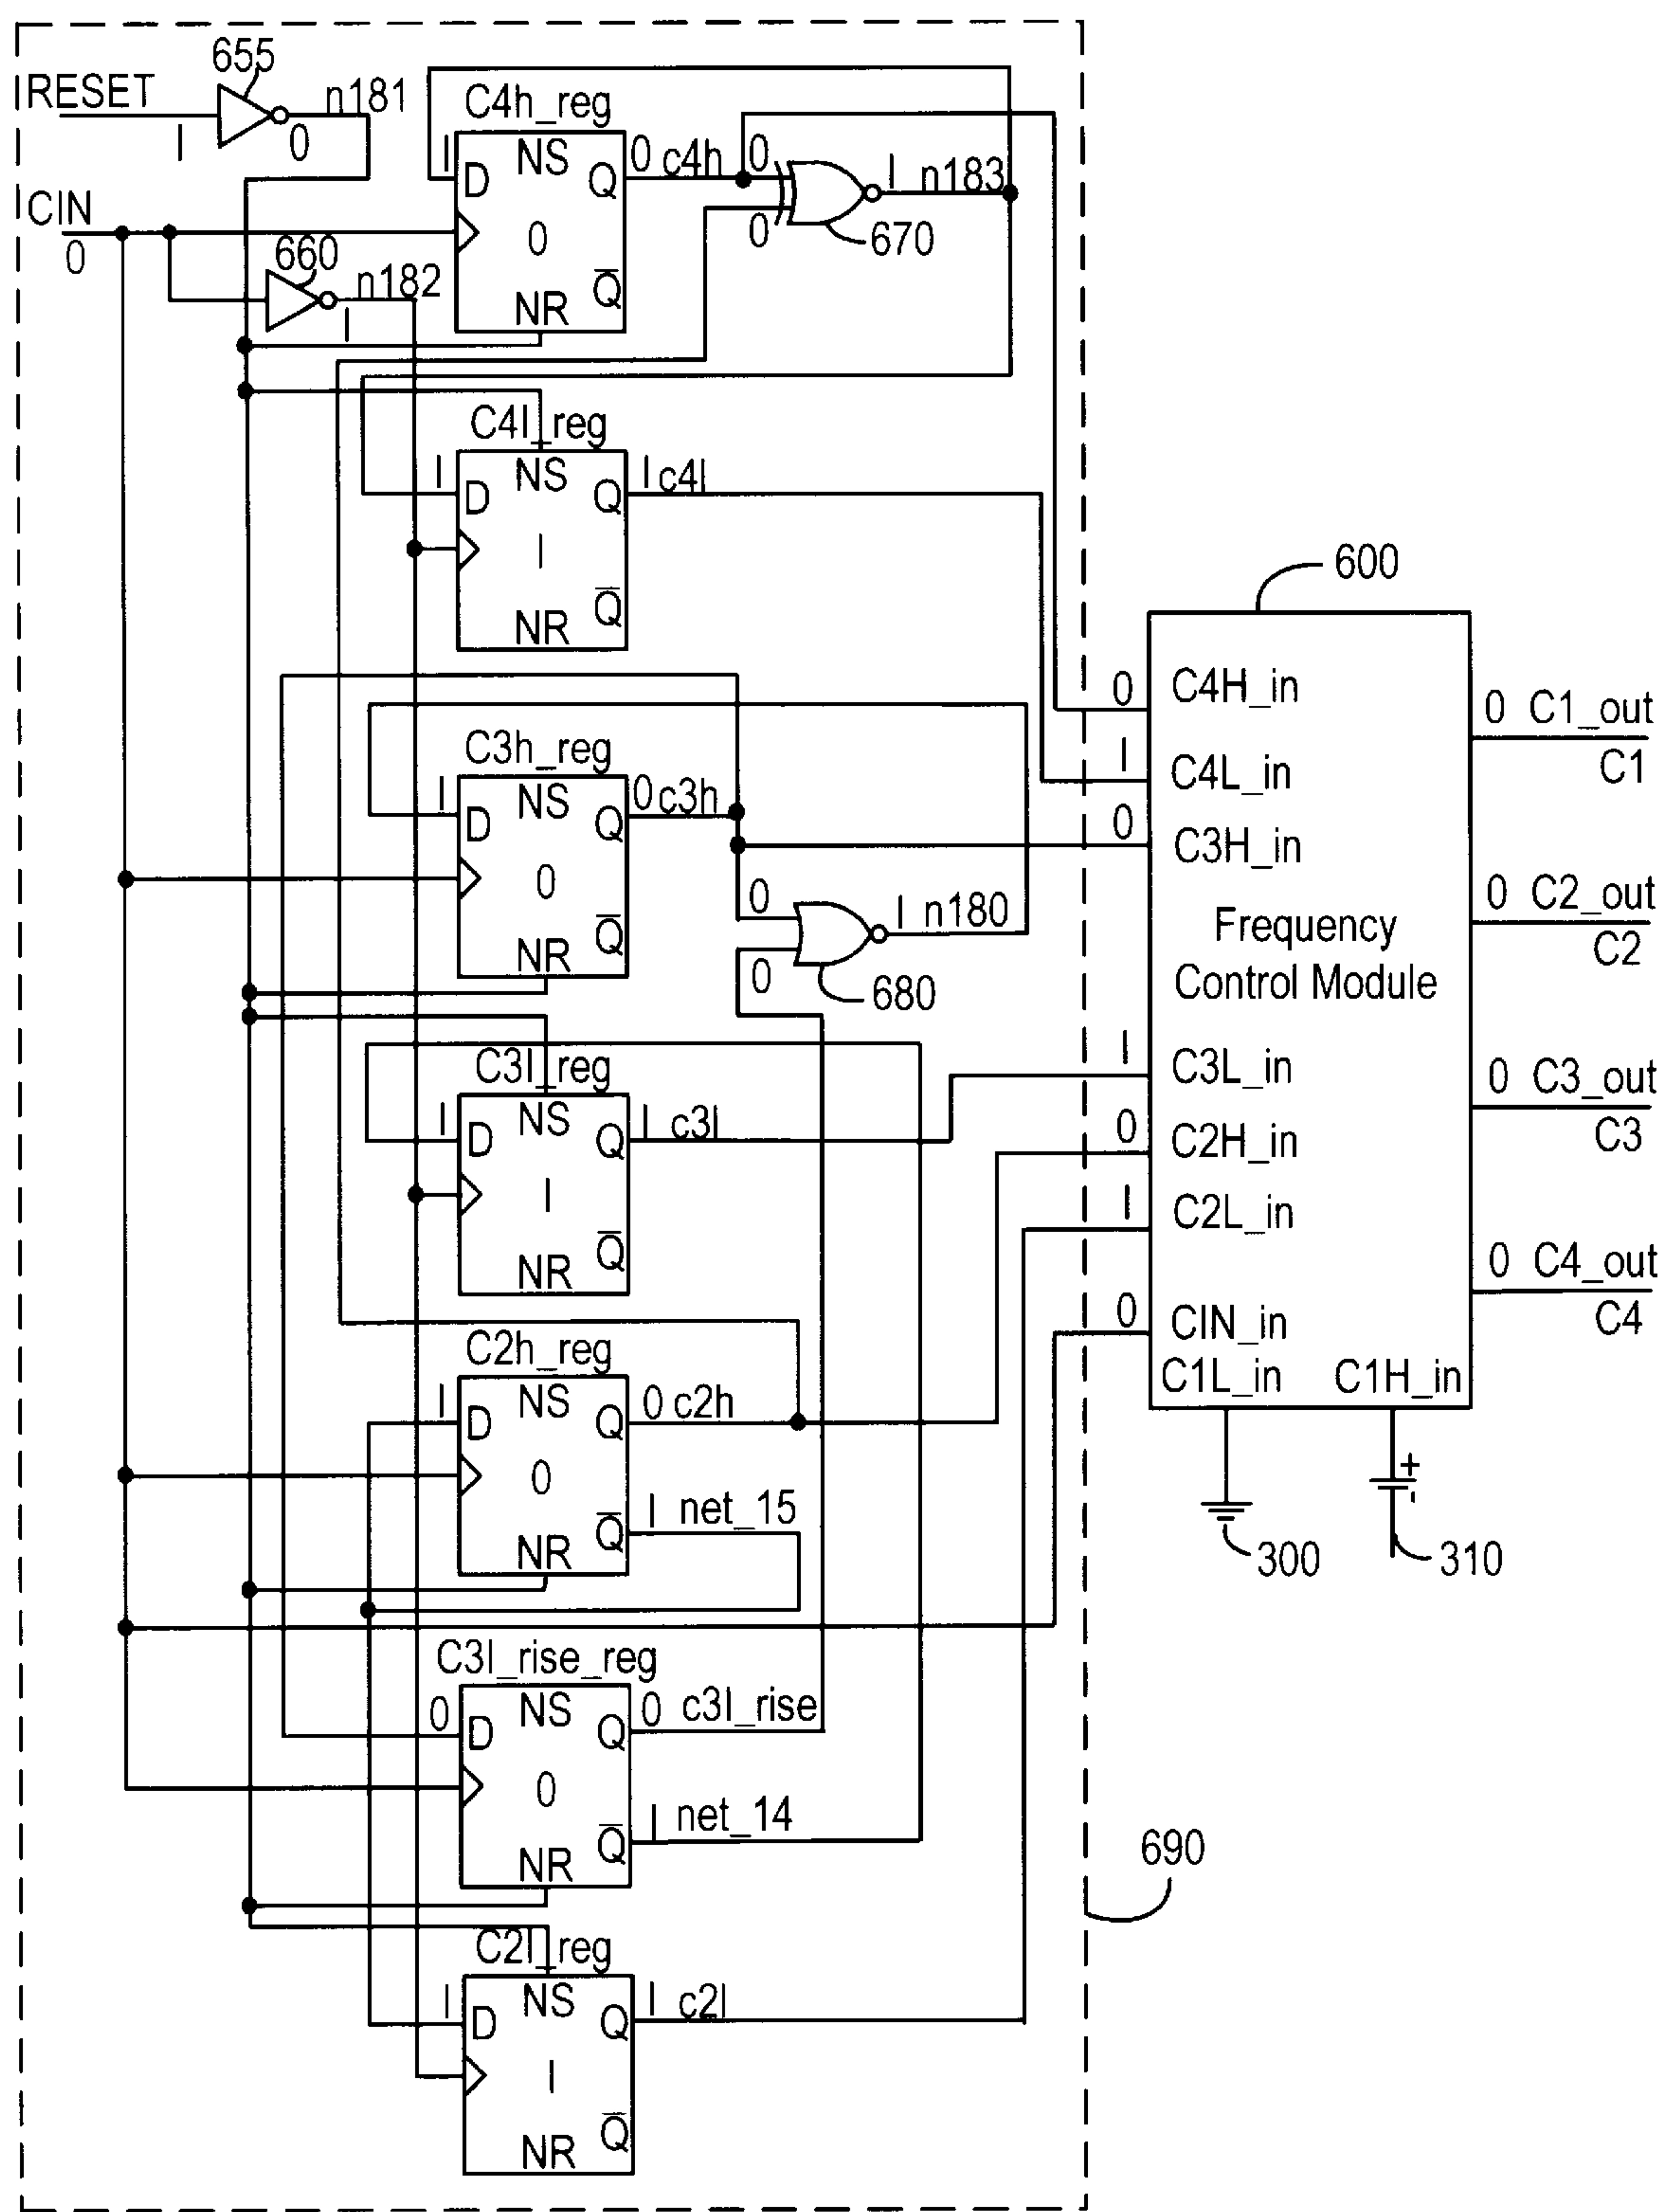 655
RESET
n181
I
0
CIN
0
660
n182
I
C4h_reg
I
D
NS
Q
0
c4h
0
NR
Q̅
0
0
I
n183
670
C4l_reg
I
D
NS
Q
I
c4l
I
NR
Q̅
C3h_reg
I
D
NS
Q
0
c3h
0
NR
Q̅
0
0
I
n180
680
C3l_reg
I
D
NS
Q
I
c3l
I
NR
Q̅
C2h_reg
I
D
NS
Q
0
c2h
0
NR
Q̅
I
net_15
C3l_rise_reg
0
D
NS
Q
0
c3l_rise
0
NR
Q̅
I
net_14
C2l_reg
I
D
NS
Q
I
c2l
I
NR
Q̅
690
600
0
C4H_in
I
C4L_in
0
C3H_in
Frequency
Control Module
I
C3L_in
0
C2H_in
I
C2L_in
0
CIN_in
C1L_in
C1H_in
0 C1_out
C1
0 C2_out
C2
0 C3_out
C3
0 C4_out
C4
+
-
300
310